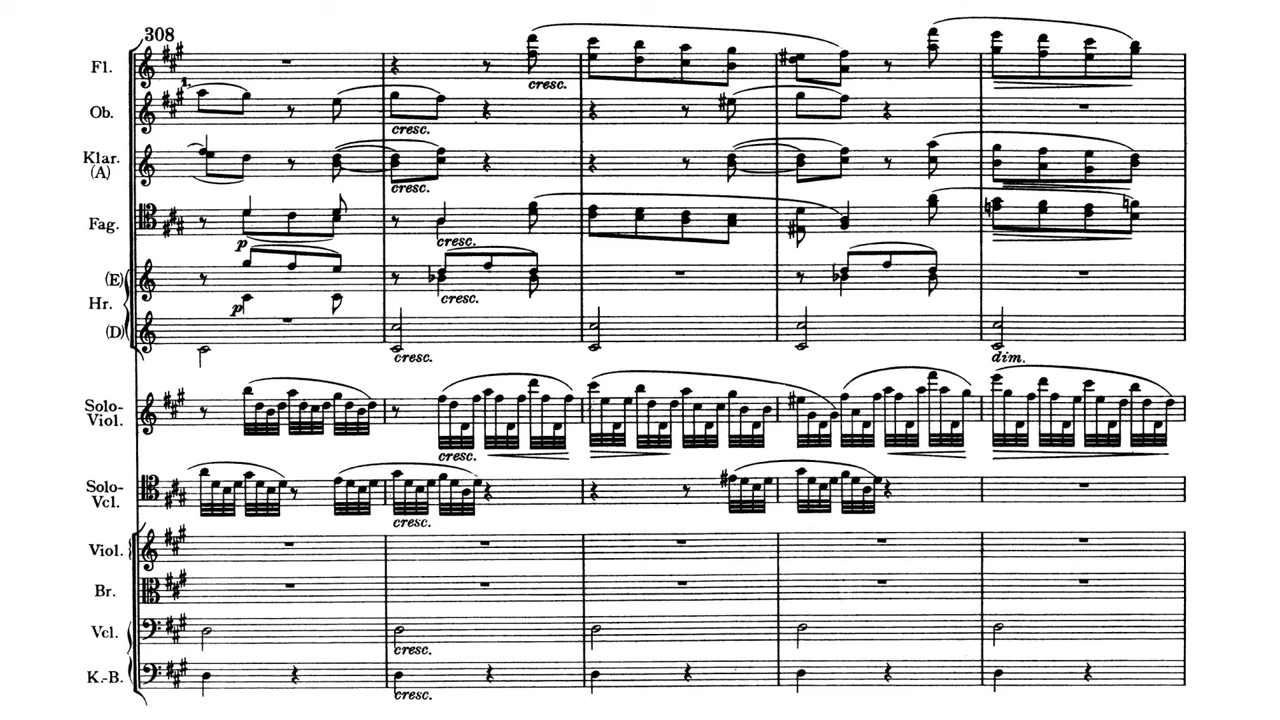 308
Fl.
cresc.
1.
Ob.
cresc.
Klar.
(A)
cresc.
Fag.
p
cresc.
(E)
p
cresc.
Hr.
(D)
cresc.
dim.
Solo-
Viol.
cresc.
Solo-
Vcl.
cresc.
Viol.
Br.
Vcl.
cresc.
K.-B.
cresc.